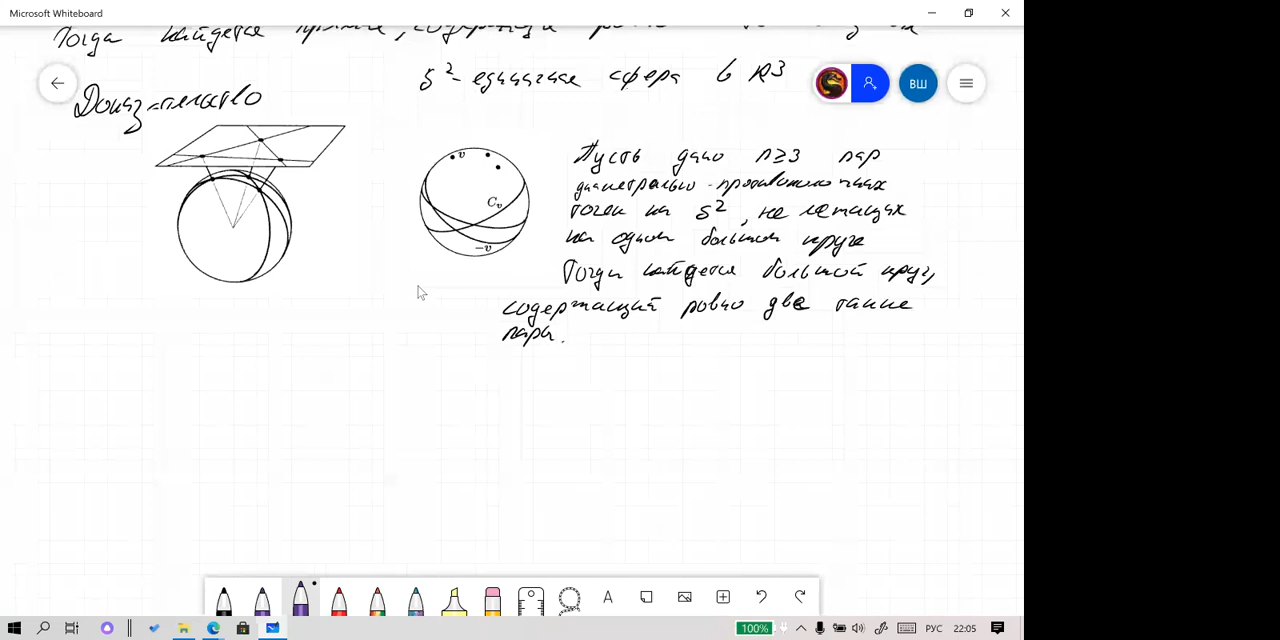 Microsoft Whiteboard
Тогда найдется прямая, содержащая ровно
S²- единичная сфера в R3
Доказательство
ВШ
Пусть дано n≥3 пар
диаметрально-противоположных
точек на S², не лежащих
на одном большом круге
Тогда найдется большой круг,
содержащий ровно две такие
пары.
v
Cv
-v
A
100%
РУС
22:05